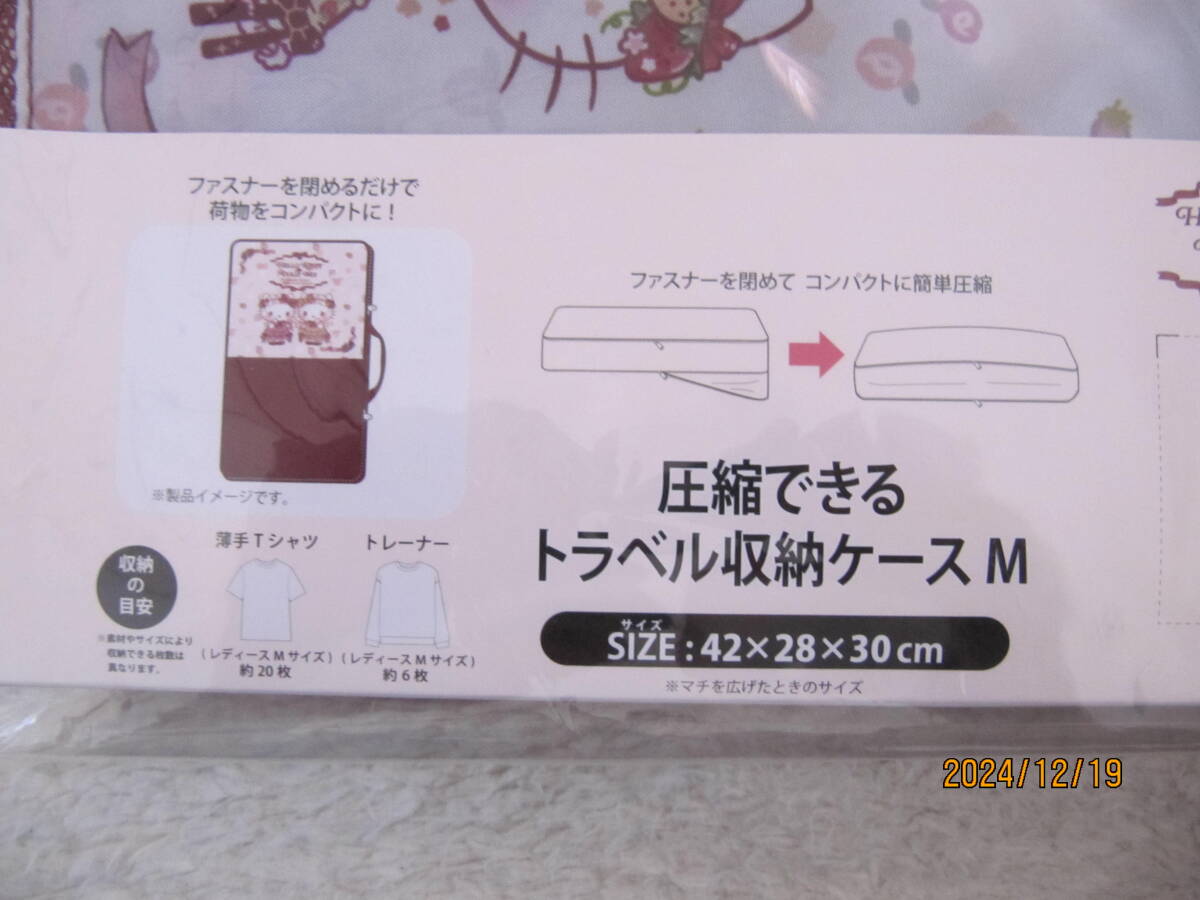 ファスナーを閉めるだけで
荷物をコンパクトに！
※製品イメージです。
収納
の
目安
※素材やサイズにより
収納できる枚数は
異なります。
薄手Tシャツ
(レディースMサイズ)
約20枚
トレーナー
(レディースMサイズ)
約6枚
ファスナーを閉めて コンパクトに簡単圧縮
圧縮できる
トラベル収納ケースM
サイズ
SIZE : 42×28×30cm
※マチを広げたときのサイズ
2024/12/19